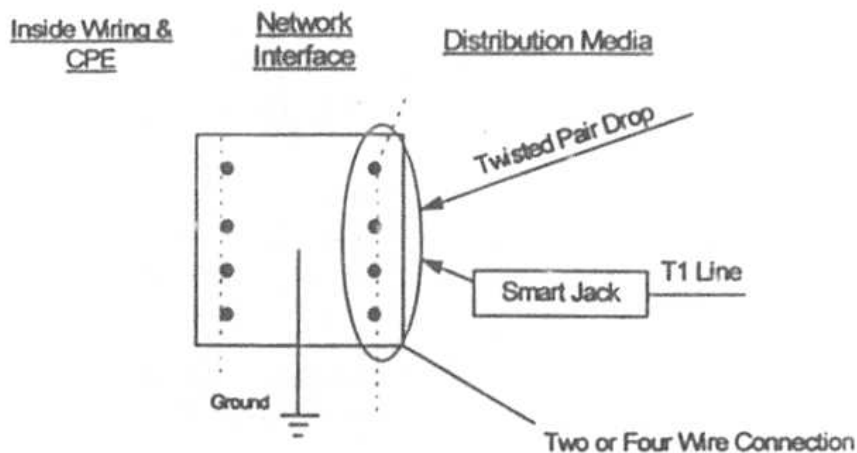 Inside Wiring &
CPE
Network
Interface
Distribution Media
Twisted Pair Drop
T1 Line
Smart Jack
Ground
Two or Four Wire Connection